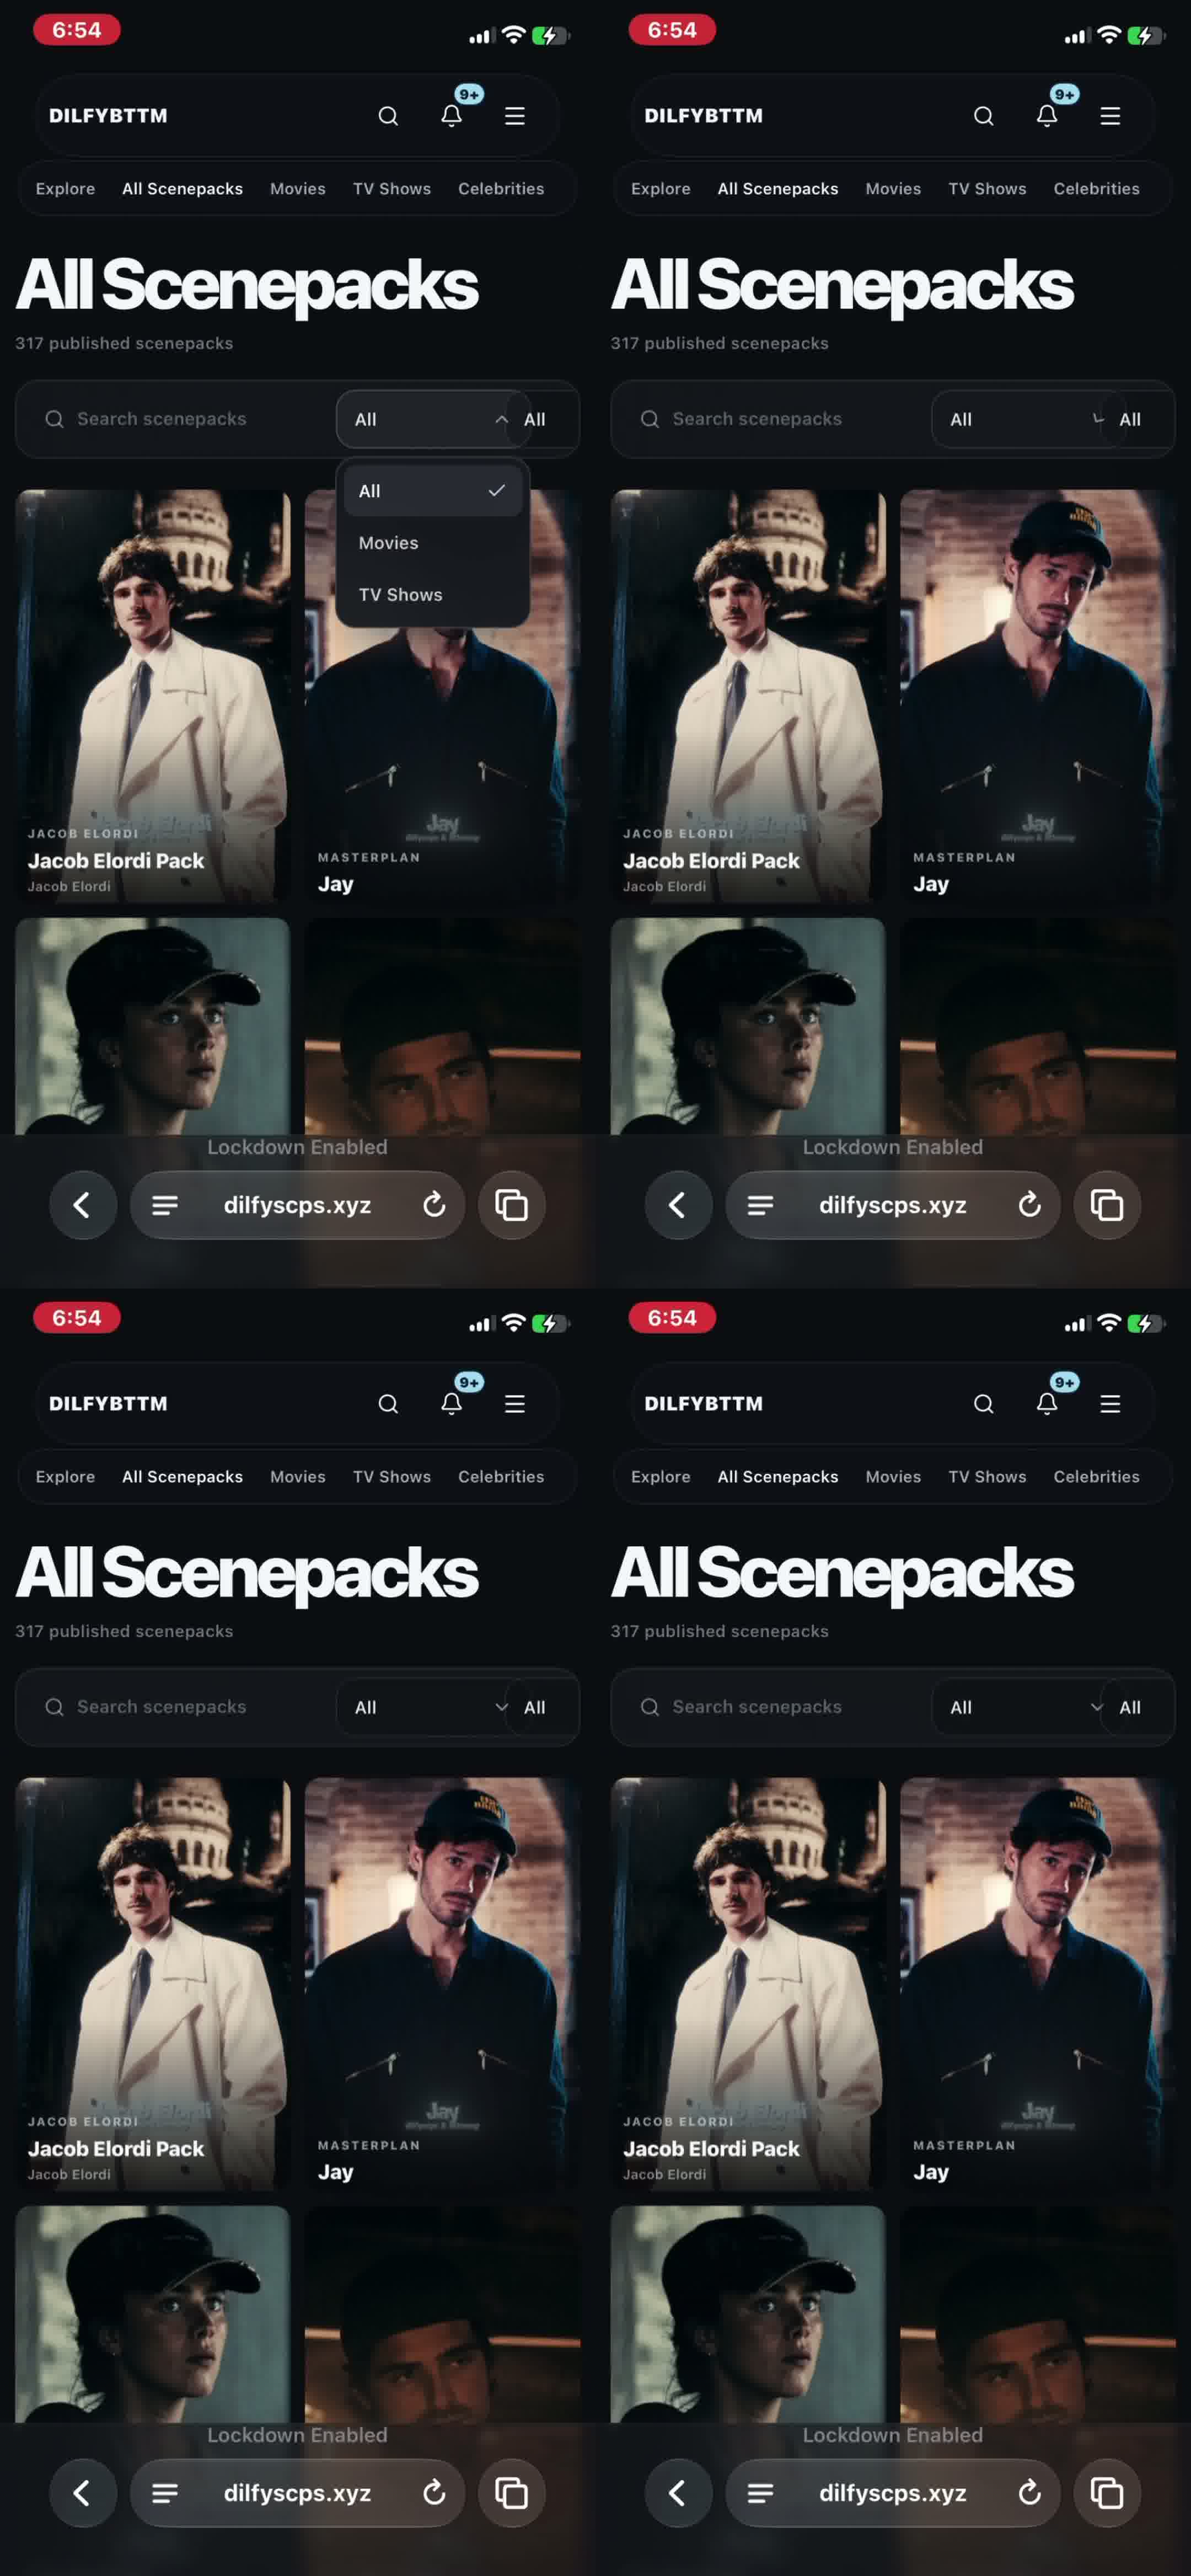 6:54
9+
DILFYBTTM
Explore All Scenepacks Movies TV Shows Celebrities
All Scenepacks
317 published scenepacks
Search scenepacks All All
All
Movies
TV Shows
JACOB ELORDI
Jacob Elordi Pack
Jacob Elordi
Jay
MASTERPLAN
Jay
Lockdown Enabled
dilfyscps.xyz
6:54
9+
DILFYBTTM
Explore All Scenepacks Movies TV Shows Celebrities
All Scenepacks
317 published scenepacks
Search scenepacks All All
JACOB ELORDI
Jacob Elordi Pack
Jacob Elordi
Jay
MASTERPLAN
Jay
Lockdown Enabled
dilfyscps.xyz
6:54
9+
DILFYBTTM
Explore All Scenepacks Movies TV Shows Celebrities
All Scenepacks
317 published scenepacks
Search scenepacks All All
JACOB ELORDI
Jacob Elordi Pack
Jacob Elordi
Jay
MASTERPLAN
Jay
Lockdown Enabled
dilfyscps.xyz
6:54
9+
DILFYBTTM
Explore All Scenepacks Movies TV Shows Celebrities
All Scenepacks
317 published scenepacks
Search scenepacks All All
JACOB ELORDI
Jacob Elordi Pack
Jacob Elordi
Jay
MASTERPLAN
Jay
Lockdown Enabled
dilfyscps.xyz